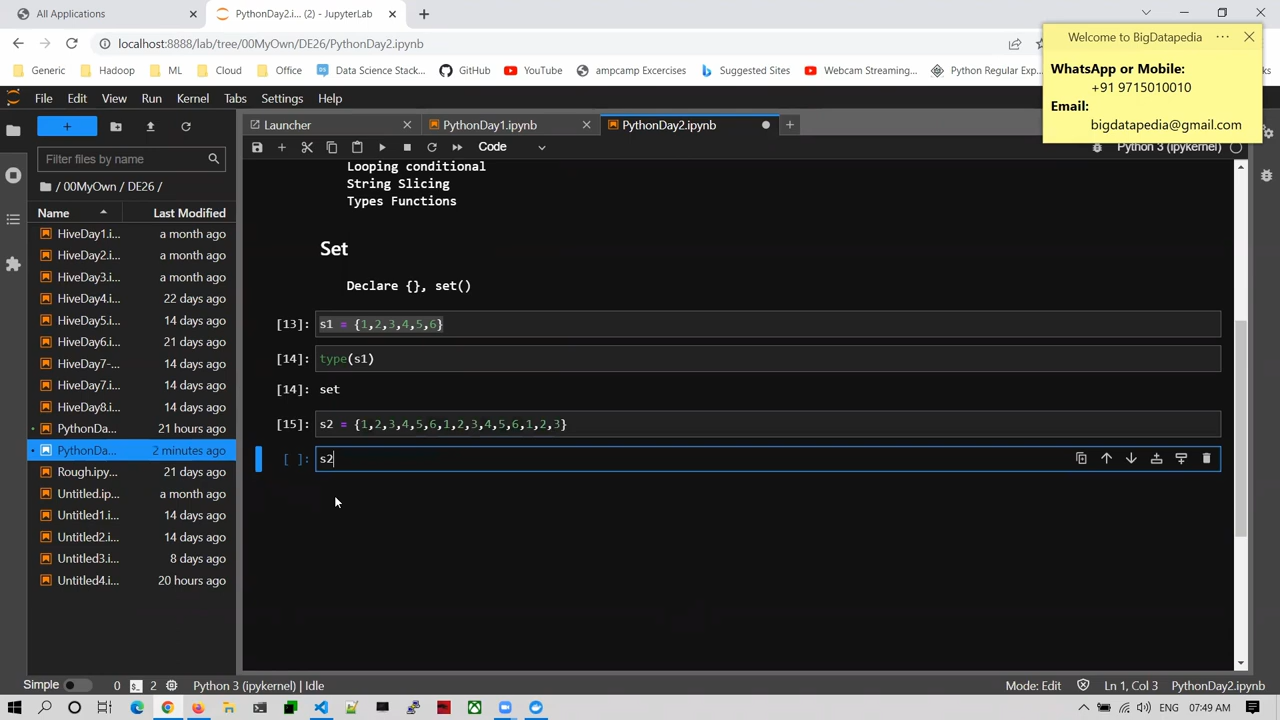 All Applications
PythonDay2.i... (2) - JupyterLab
localhost:8888/lab/tree/00MyOwn/DE26/PythonDay2.ipynb
Welcome to BigDatapedia
WhatsApp or Mobile:
+91 9715010010
Email:
bigdatapedia@gmail.com
Generic
Hadoop
ML
Cloud
Office
Data Science Stack...
GitHub
YouTube
ampcamp Excercises
Suggested Sites
Webcam Streaming...
Python Regular Exp...
File Edit View Run Kernel Tabs Settings Help
Launcher
PythonDay1.ipynb
PythonDay2.ipynb
Code
Python 3 (ipykernel)
Filter files by name
/ 00MyOwn / DE26 /
Name Last Modified
HiveDay1.i... a month ago
HiveDay2.i... a month ago
HiveDay3.i... a month ago
HiveDay4.i... 22 days ago
HiveDay5.i... 14 days ago
HiveDay6.i... 21 days ago
HiveDay7-... 14 days ago
HiveDay7.i... 14 days ago
HiveDay8.i... 14 days ago
PythonDa... 21 hours ago
PythonDa... 2 minutes ago
Rough.ipy... 21 days ago
Untitled.ip... a month ago
Untitled1.i... 14 days ago
Untitled2.i... 14 days ago
Untitled3.i... 8 days ago
Untitled4.i... 20 hours ago
Looping conditional
String Slicing
Types Functions
Set
Declare {}, set()
[13]: s1 = {1,2,3,4,5,6}
[14]: type(s1)
[14]: set
[15]: s2 = {1,2,3,4,5,6,1,2,3,4,5,6,1,2,3}
[ ]: s2
Simple 0 2 Python 3 (ipykernel) | Idle
Mode: Edit Ln 1, Col 3 PythonDay2.ipynb
ENG 07:49 AM